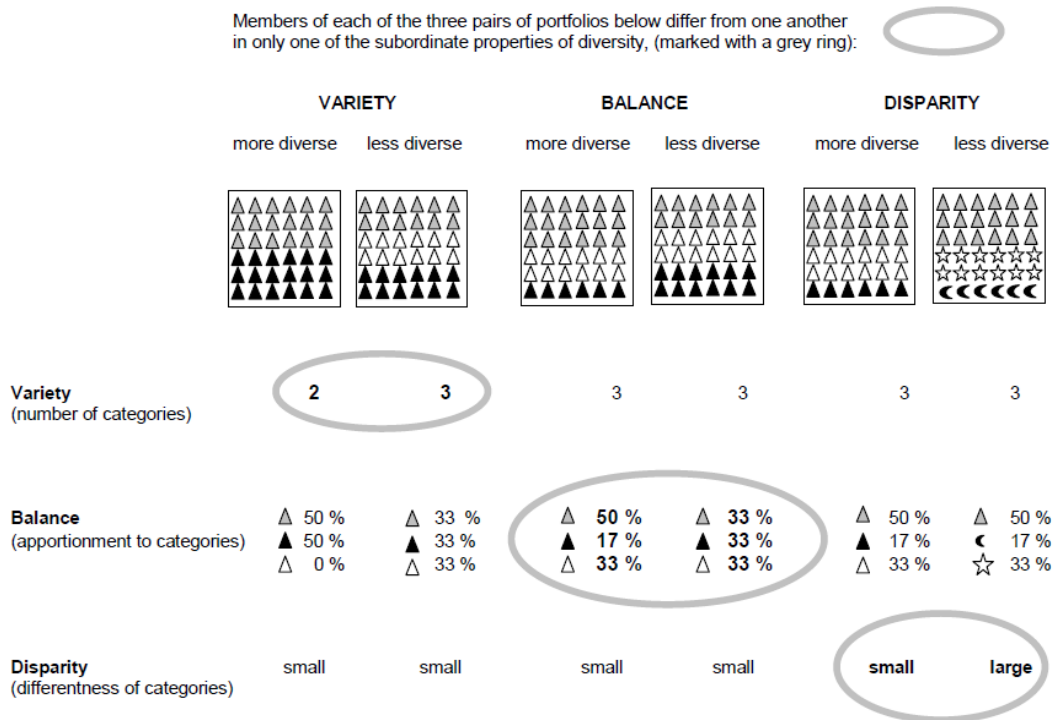 Members of each of the three pairs of portfolios below differ from one another
in only one of the subordinate properties of diversity, (marked with a grey ring):
VARIETY BALANCE DISPARITY
more diverse less diverse more diverse less diverse more diverse less diverse
Variety 2 3 3 3 3 3
(number of categories)
Balance 50 % 33 % 50 % 33 % 50 % 50 %
(apportionment to categories) 50 % 33 % 17 % 33 % 17 % 17 %
0 % 33 % 33 % 33 % 33 % 33 %
Disparity small small small small small large
(differentness of categories)